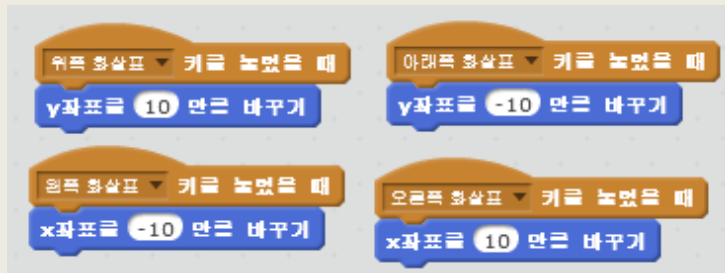 위쪽 화살표 키를 눌렀을 때
y좌표를 10 만큼 바꾸기
아래쪽 화살표 키를 눌렀을 때
y좌표를 -10 만큼 바꾸기
왼쪽 화살표 키를 눌렀을 때
x좌표를 -10 만큼 바꾸기
오른쪽 화살표 키를 눌렀을 때
x좌표를 10 만큼 바꾸기